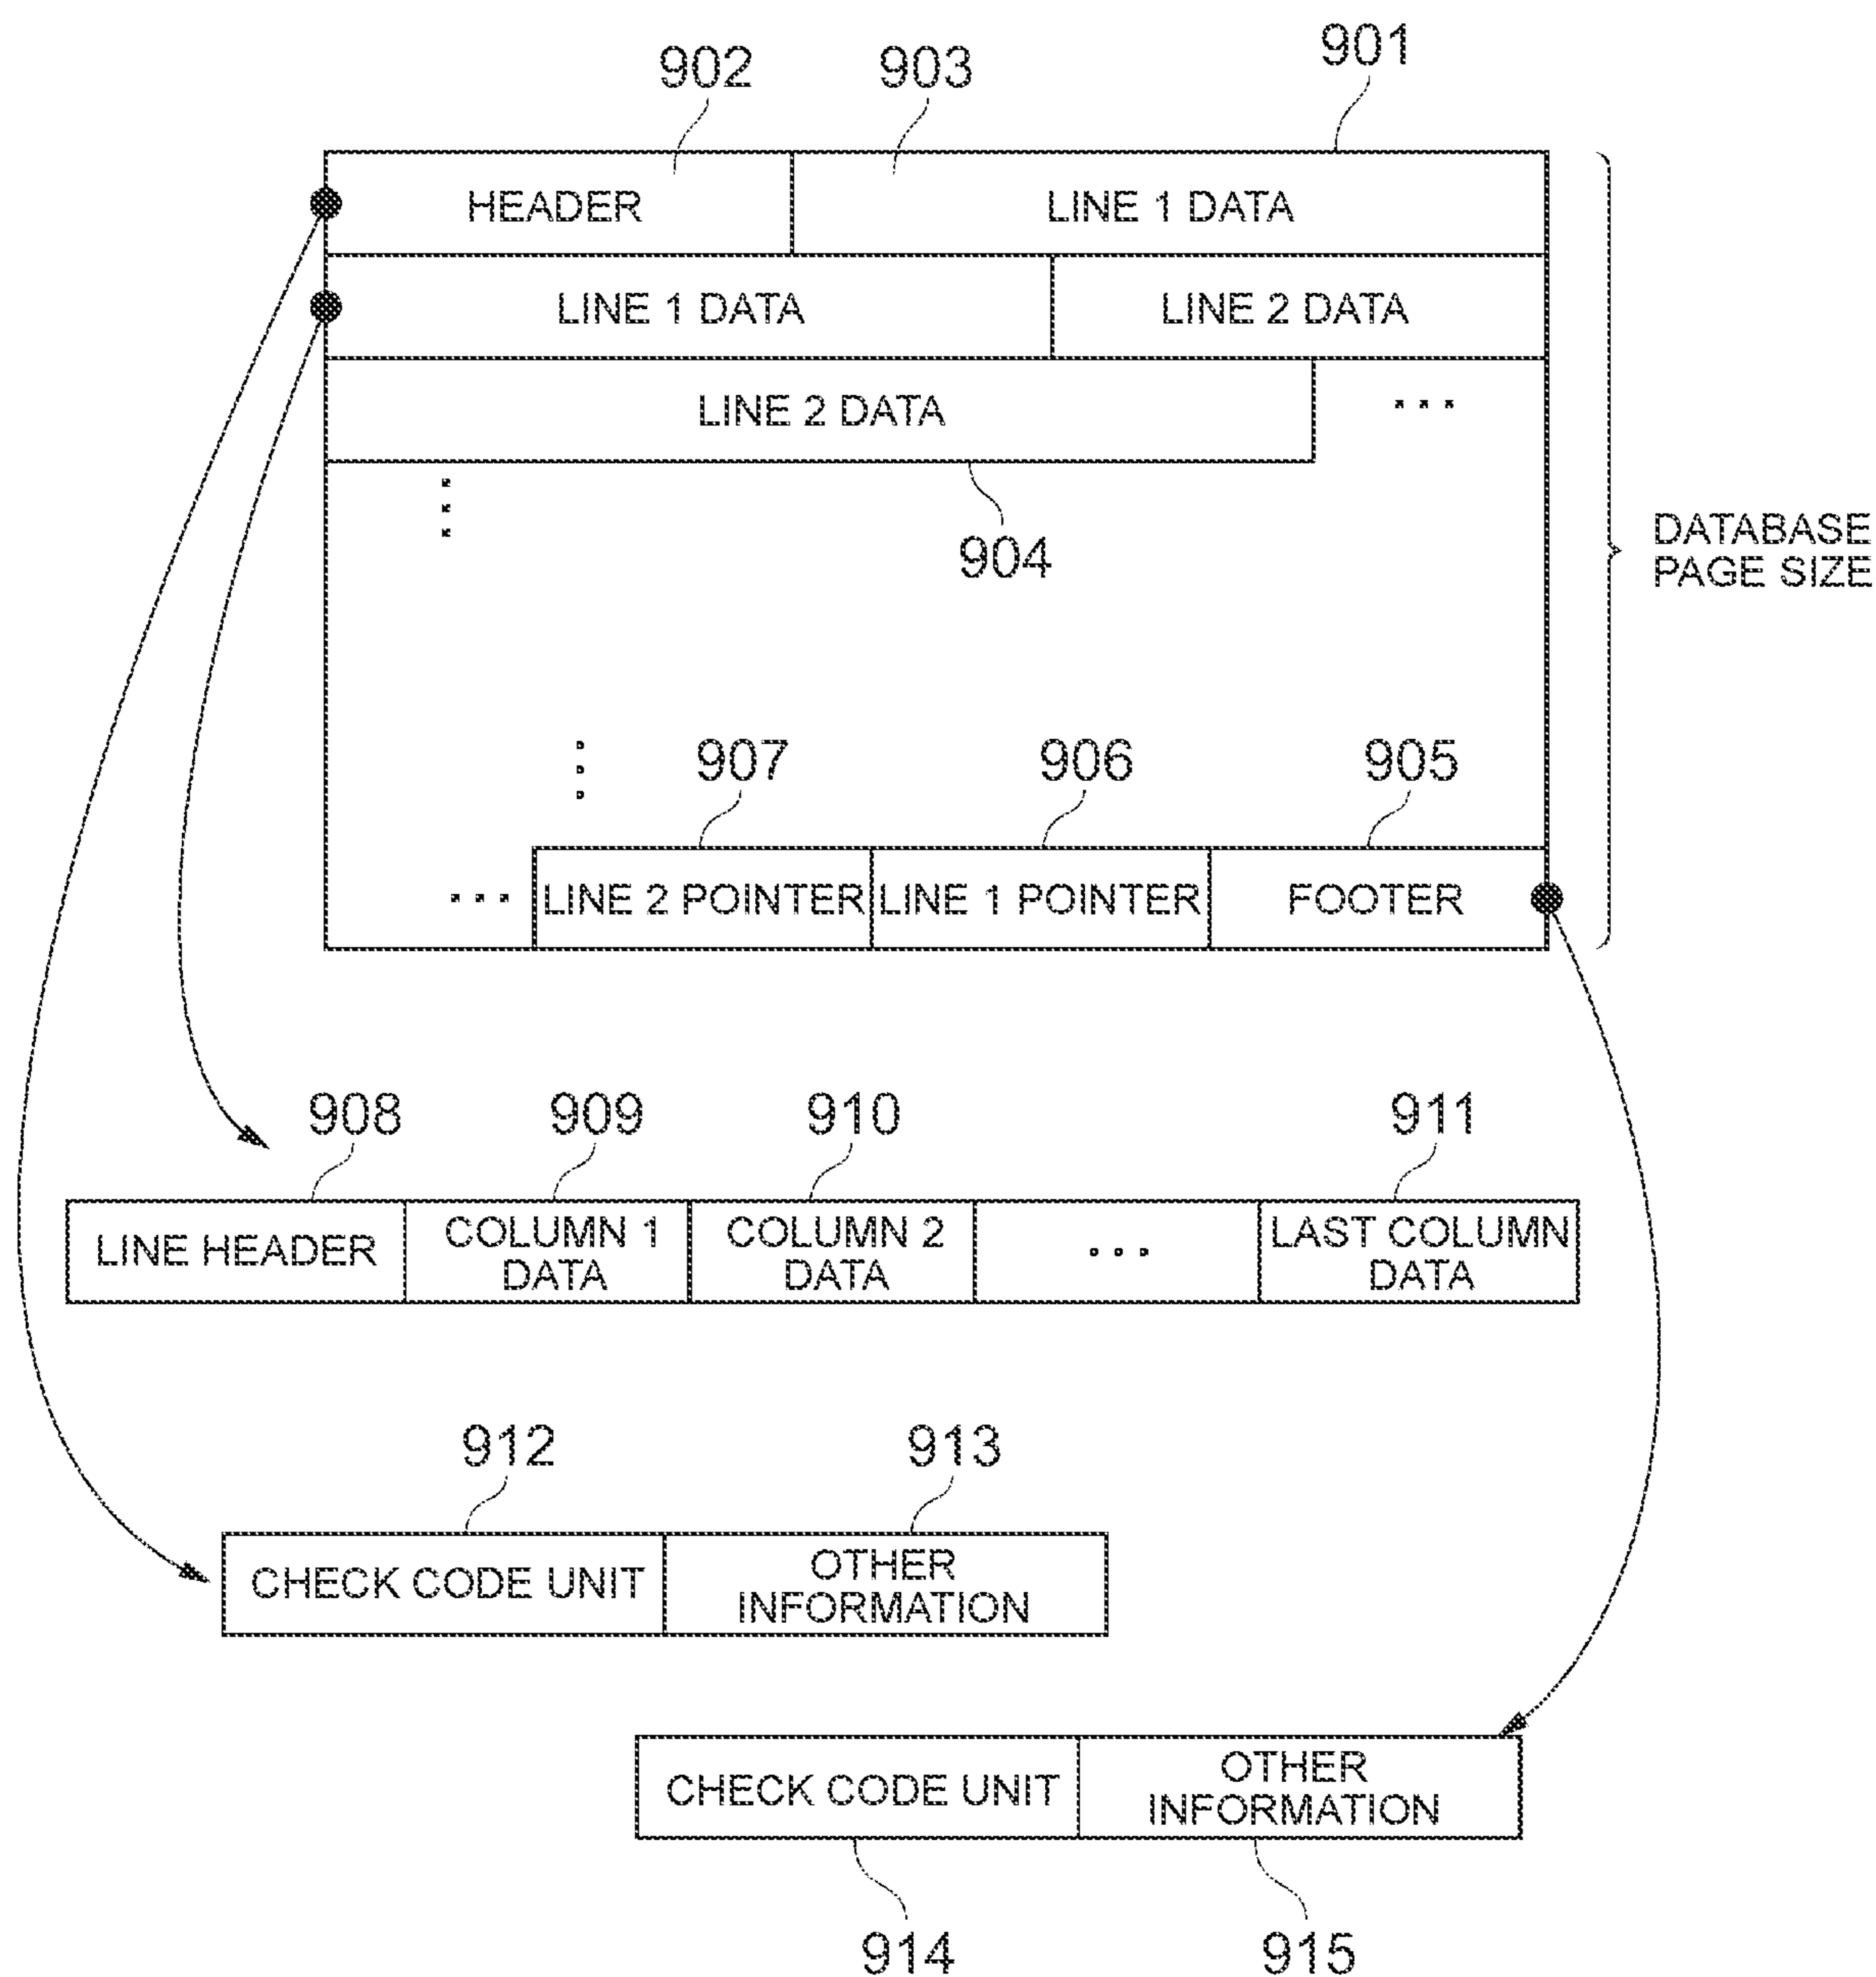 901
902 903
HEADER LINE 1 DATA
LINE 1 DATA LINE 2 DATA
LINE 2 DATA ...
904
DATABASE
PAGE SIZE
907 906 905
... LINE 2 POINTER LINE 1 POINTER FOOTER
908 909 910 911
LINE HEADER
COLUMN 1
DATA
COLUMN 2
DATA
...
LAST COLUMN
DATA
912 913
CHECK CODE UNIT
OTHER
INFORMATION
CHECK CODE UNIT
OTHER
INFORMATION
914 915